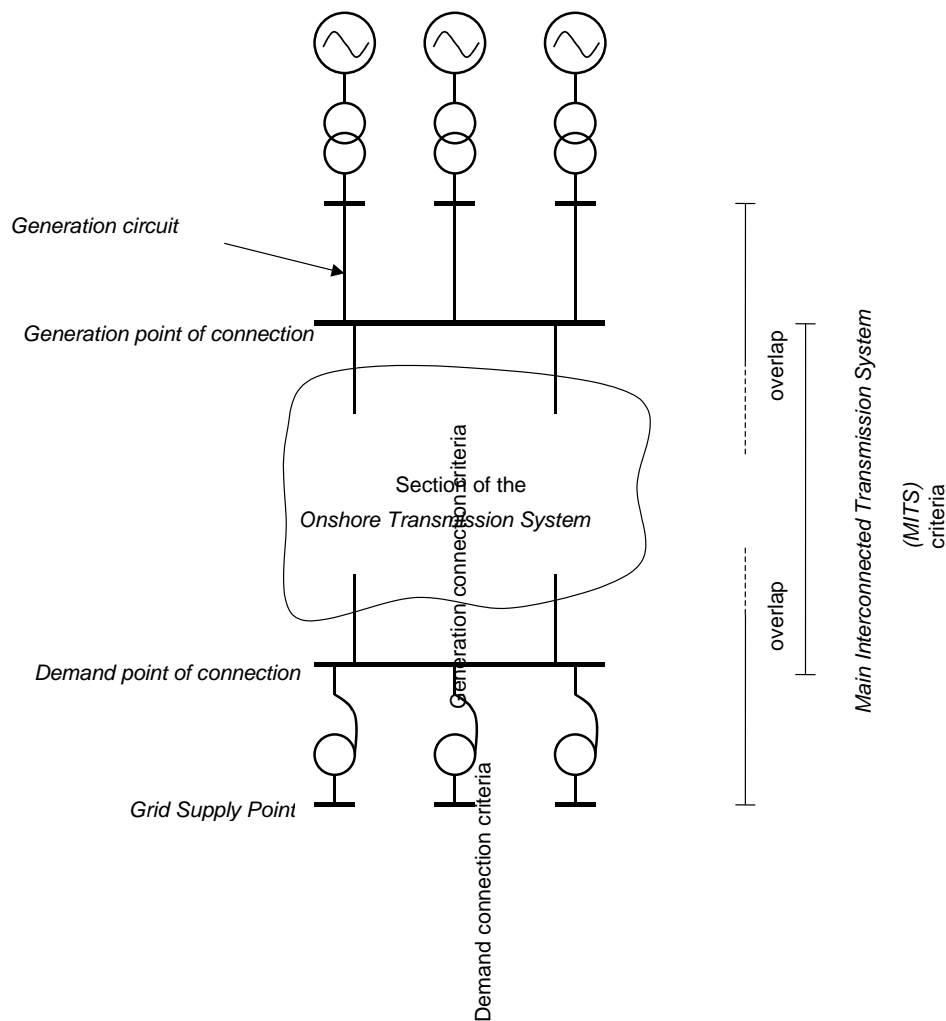 Generation circuit
Generation point of connection
overlap
Main Interconnected Transmission System
(MITS)
criteria
Section of the
Onshore Transmission System
Generation connection criteria
overlap
Demand point of connection
Grid Supply Point
Demand connection criteria